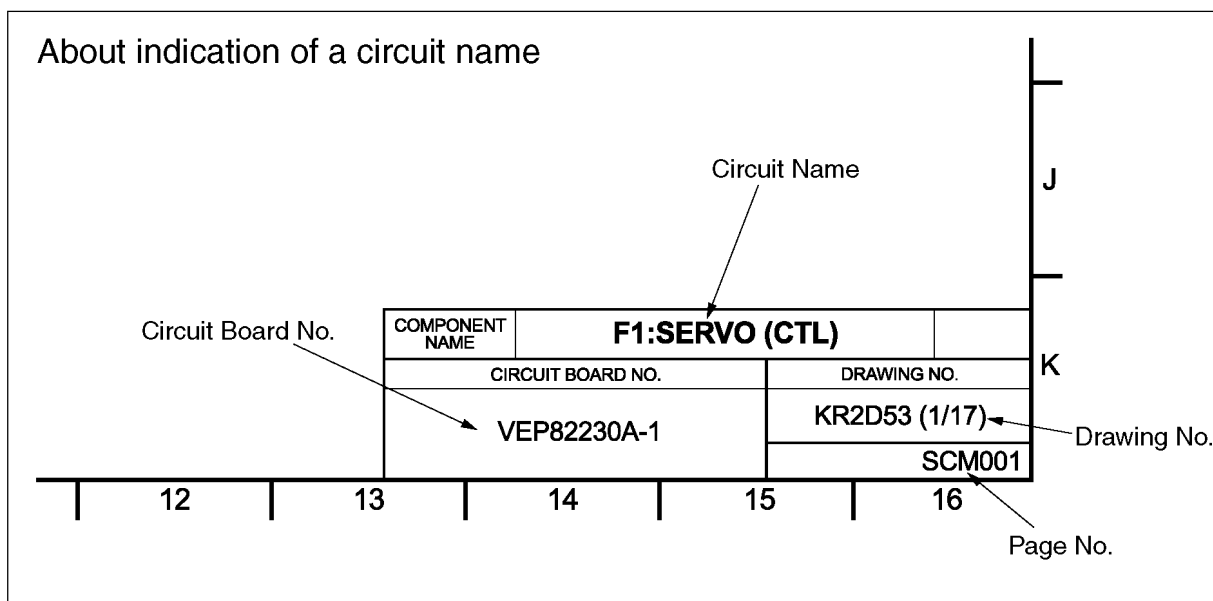 About indication of a circuit name
Circuit Name
J
Circuit Board No.
COMPONENT
NAME
F1:SERVO (CTL)
K
CIRCUIT BOARD NO.
DRAWING NO.
VEP82230A-1
KR2D53 (1/17)
Drawing No.
SCM001
12
13
14
15
16
Page No.